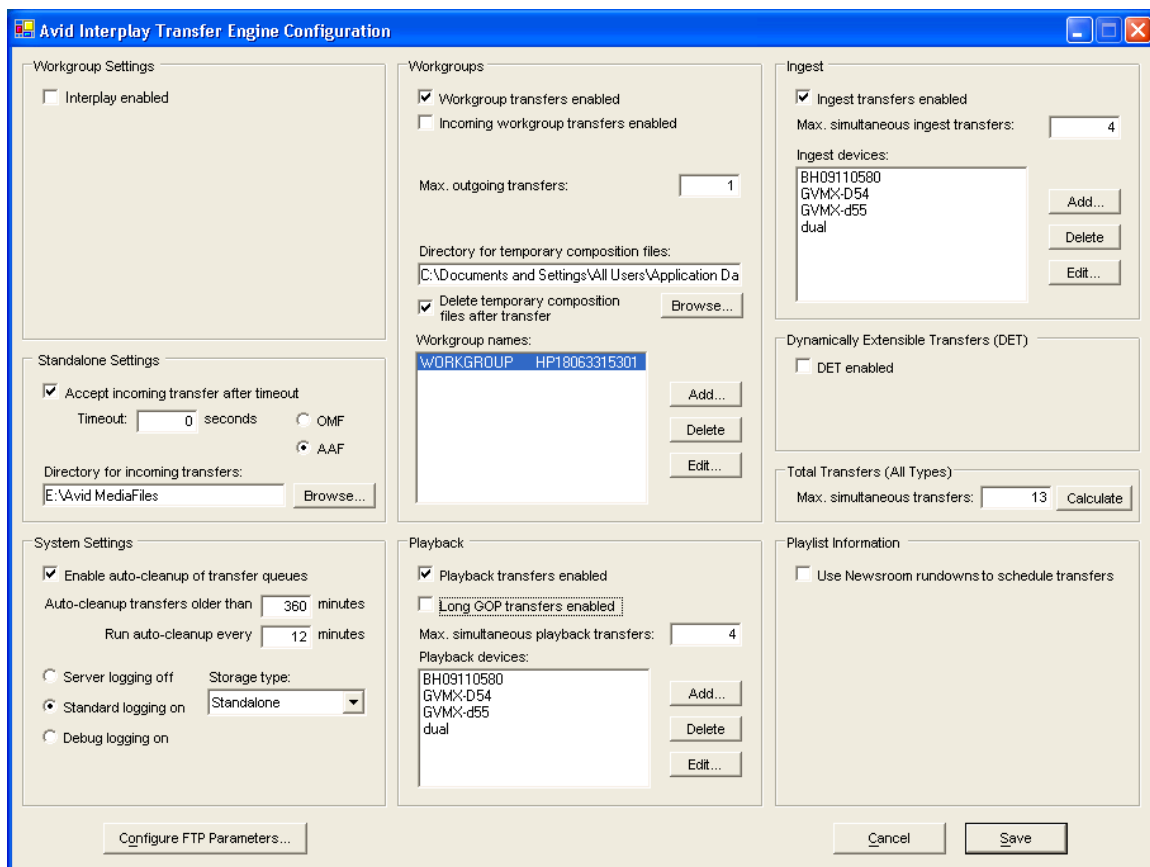 Avid Interplay Transfer Engine Configuration
Workgroup Settings
Interplay enabled
Standalone Settings
Accept incoming transfer after timeout
Timeout: 0 seconds
OMF
AAF
Directory for incoming transfers:
E:\Avid MediaFiles
Browse...
System Settings
Enable auto-cleanup of transfer queues
Auto-cleanup transfers older than 360 minutes
Run auto-cleanup every 12 minutes
Server logging off
Storage type:
Standard logging on
Standalone
Debug logging on
Workgroups
Workgroup transfers enabled
Incoming workgroup transfers enabled
Max. outgoing transfers: 1
Directory for temporary composition files:
C:\Documents and Settings\All Users\Application Da
Delete temporary composition
files after transfer
Browse...
Workgroup names:
WORKGROUP HP18063315301
Add...
Delete
Edit...
Playback
Playback transfers enabled
Long GOP transfers enabled
Max. simultaneous playback transfers: 4
Playback devices:
BH09110580
GVMX-D54
GVMX-d55
dual
Add...
Delete
Edit...
Ingest
Ingest transfers enabled
Max. simultaneous ingest transfers: 4
Ingest devices:
BH09110580
GVMX-D54
GVMX-d55
dual
Add...
Delete
Edit...
Dynamically Extensible Transfers (DET)
DET enabled
Total Transfers (All Types)
Max. simultaneous transfers: 13 Calculate
Playlist Information
Use Newsroom rundowns to schedule transfers
Configure FTP Parameters...
Cancel
Save